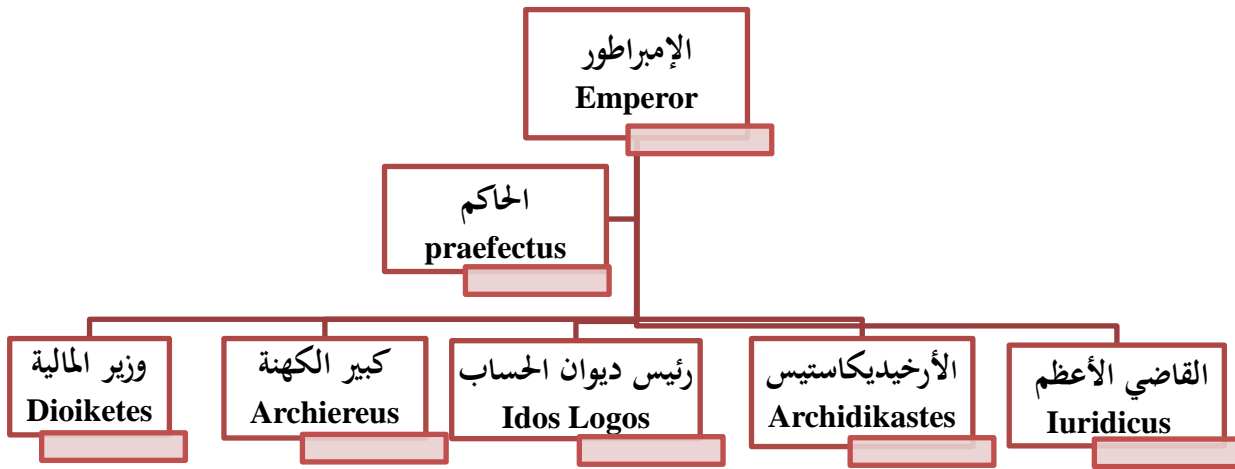 الإمبراطور
Emperor
الحاكم
praefectus
وزير المالية
Dioiketes
كبير الكهنة
Archiereus
رئيس ديوان الحساب
Idos Logos
الأرخيديكاستيس
Archidikastes
القاضي الأعظم
Iuridicus